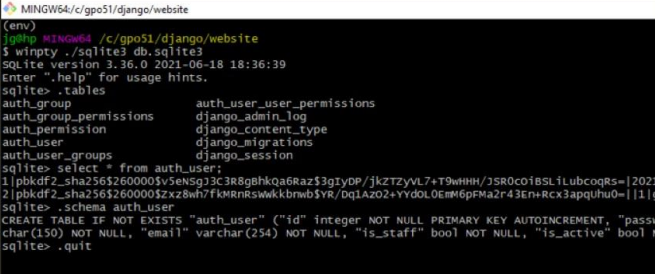 MINGW64:/c/gpo51/django/website
(env)
jg@hp MINGW64 /c/gpo51/django/website
$ winpty ./sqlite3 db.sqlite3
SQLite version 3.36.0 2021-06-18 18:36:39
Enter ".help" for usage hints.
sqlite> .tables
auth_group auth_user_user_permissions
auth_group_permissions django_admin_log
auth_permission django_content_type
auth_user django_migrations
auth_user_groups django_session
sqlite> select * from auth_user;
1|pbkdf2_sha256$260000$v5eNSgJ3C3R8gBhkQa6Raz$3gIyDP/jkZTZyVL7+T9wHHH/JSR0cOiBSLiLubcoqRs=|2021
2|pbkdf2_sha256$260000$Zxz8wh7fkMRnRsWWkkbnwb$YR/Dq1AzO2+YYdOL0EmM6pFMa2r43En+Rcx3apqUhu0=||1|
sqlite> .schema auth_user
CREATE TABLE IF NOT EXISTS "auth_user" ("id" integer NOT NULL PRIMARY KEY AUTOINCREMENT, "passw
char(150) NOT NULL, "email" varchar(254) NOT NULL, "is_staff" bool NOT NULL, "is_active" bool N
sqlite> .quit